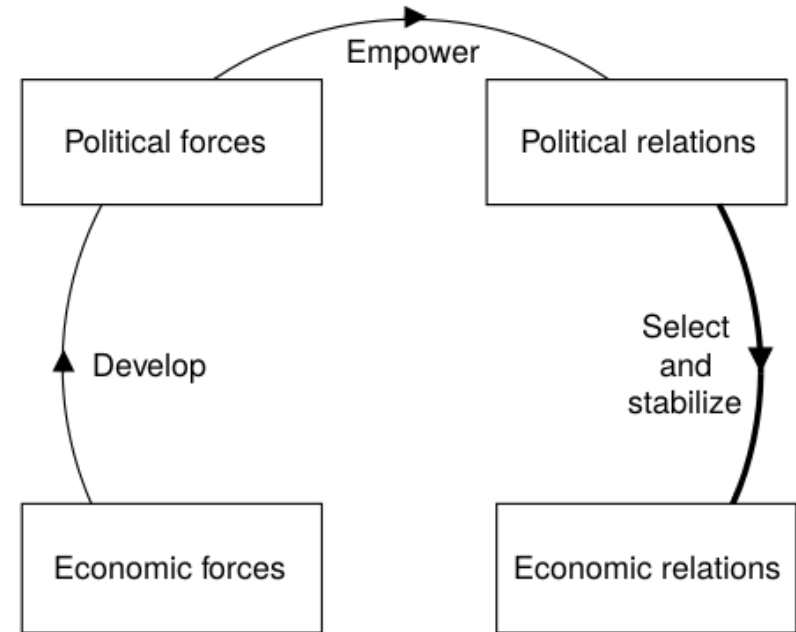 Empower
Political forces
Political relations
Select
and
stabilize
Develop
Economic forces
Economic relations